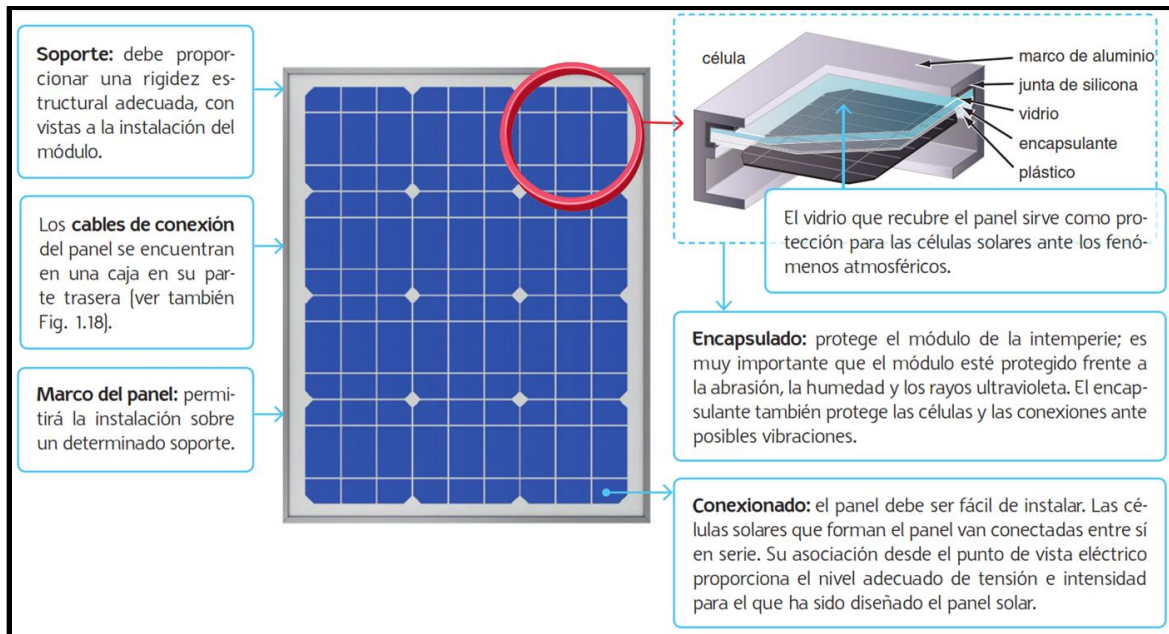 Soporte: debe propor-
cionar una rigidez es-
tructural adecuada, con
vistas a la instalación del
módulo.
Los cables de conexión
del panel se encuentran
en una caja en su par-
te trasera (ver también
Fig. 1.18).
Marco del panel: permi-
tirá la instalación sobre
un determinado soporte.
célula
marco de aluminio
junta de silicona
vidrio
encapsulante
plástico
El vidrio que recubre el panel sirve como pro-
tección para las células solares ante los fenó-
menos atmosféricos.
Encapsulado: protege el módulo de la intemperie; es
muy importante que el módulo esté protegido frente a
la abrasión, la humedad y los rayos ultravioleta. El encap-
sulante también protege las células y las conexiones ante
posibles vibraciones.
Conexionado: el panel debe ser fácil de instalar. Las cé-
lulas solares que forman el panel van conectadas entre sí
en serie. Su asociación desde el punto de vista eléctrico
proporciona el nivel adecuado de tensión e intensidad
para el que ha sido diseñado el panel solar.